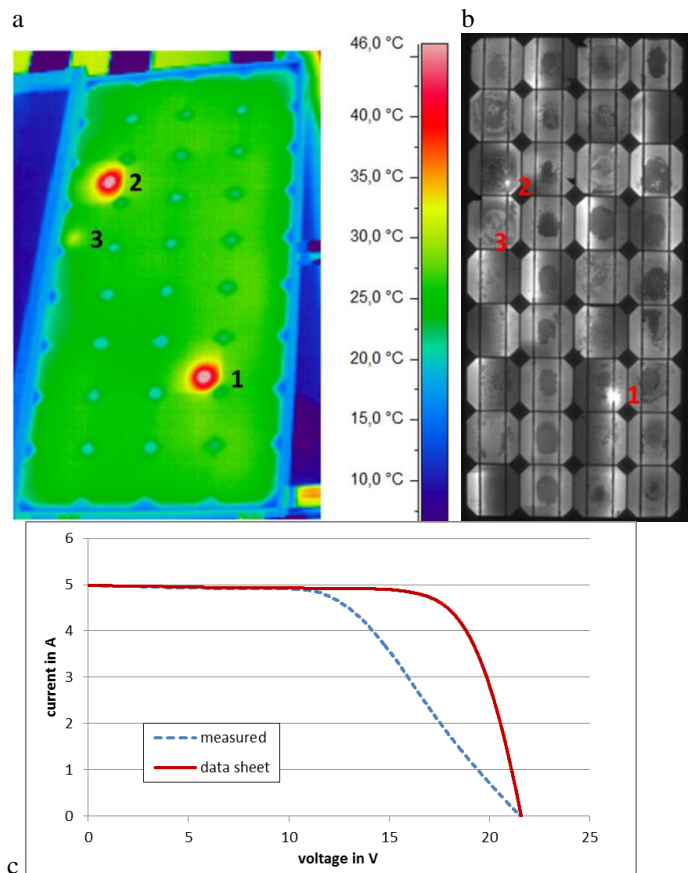 a
b
46,0 °C
40,0 °C
35,0 °C
30,0 °C
25,0 °C
20,0 °C
15,0 °C
10,0 °C
2
3
1
2
3
1
6
5
4
3
2
1
0
current in A
measured
data sheet
0
5
10
15
20
25
voltage in V
c